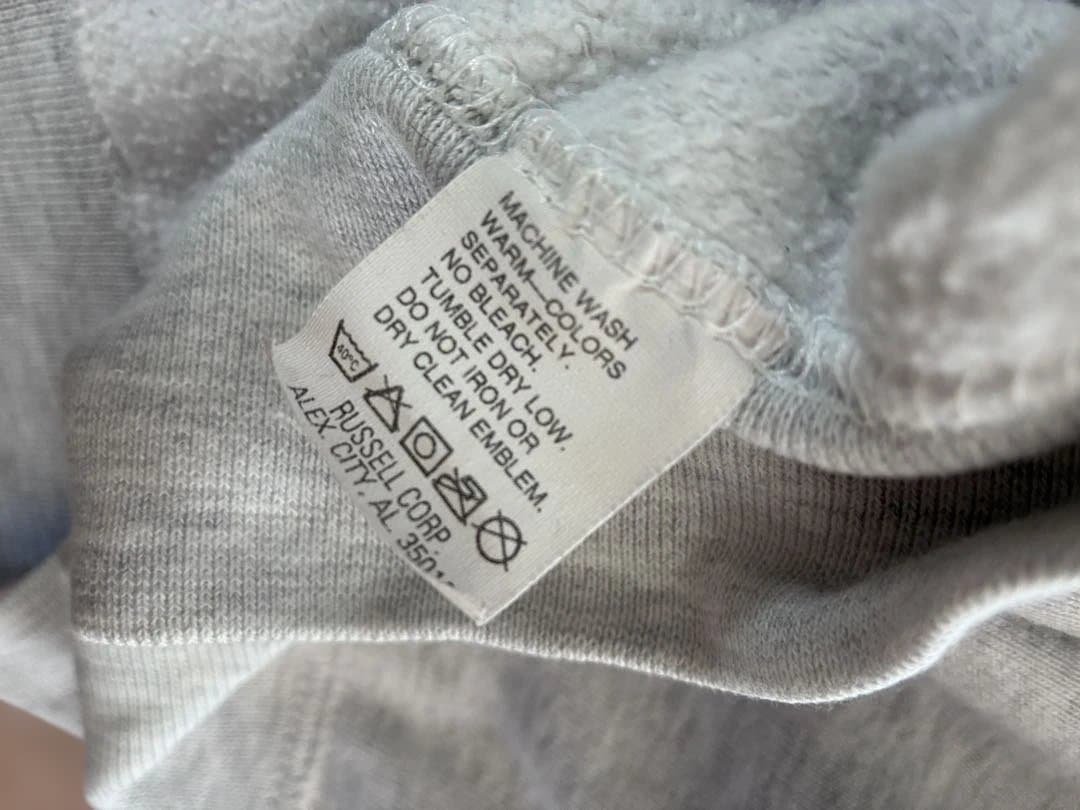 MACHINE WASH
WARM—COLORS
SEPARATELY.
NO BLEACH.
TUMBLE DRY LOW.
DO NOT IRON OR
DRY CLEAN EMBLEM.
40°C
RUSSELL CORP.
ALEX CITY, AL